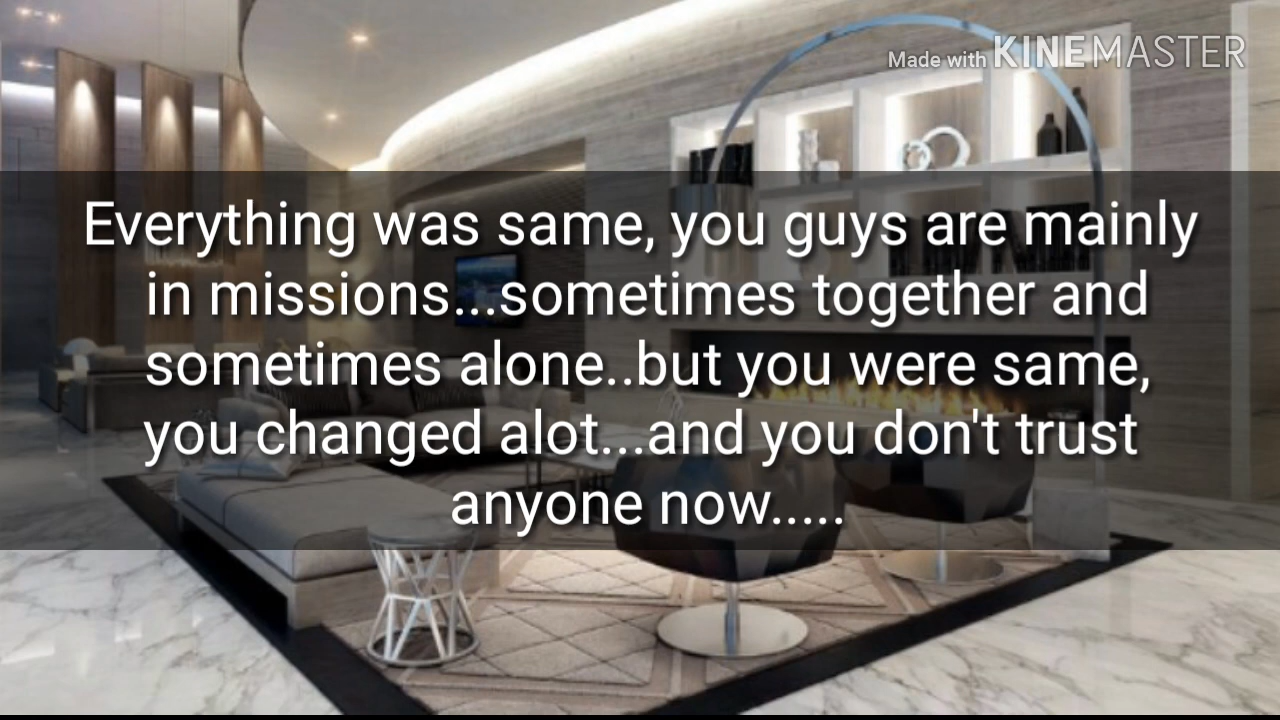 Made with KINEMASTER
Everything was same, you guys are mainly
in missions...sometimes together and
sometimes alone..but you were same,
you changed alot...and you don't trust
anyone now.....